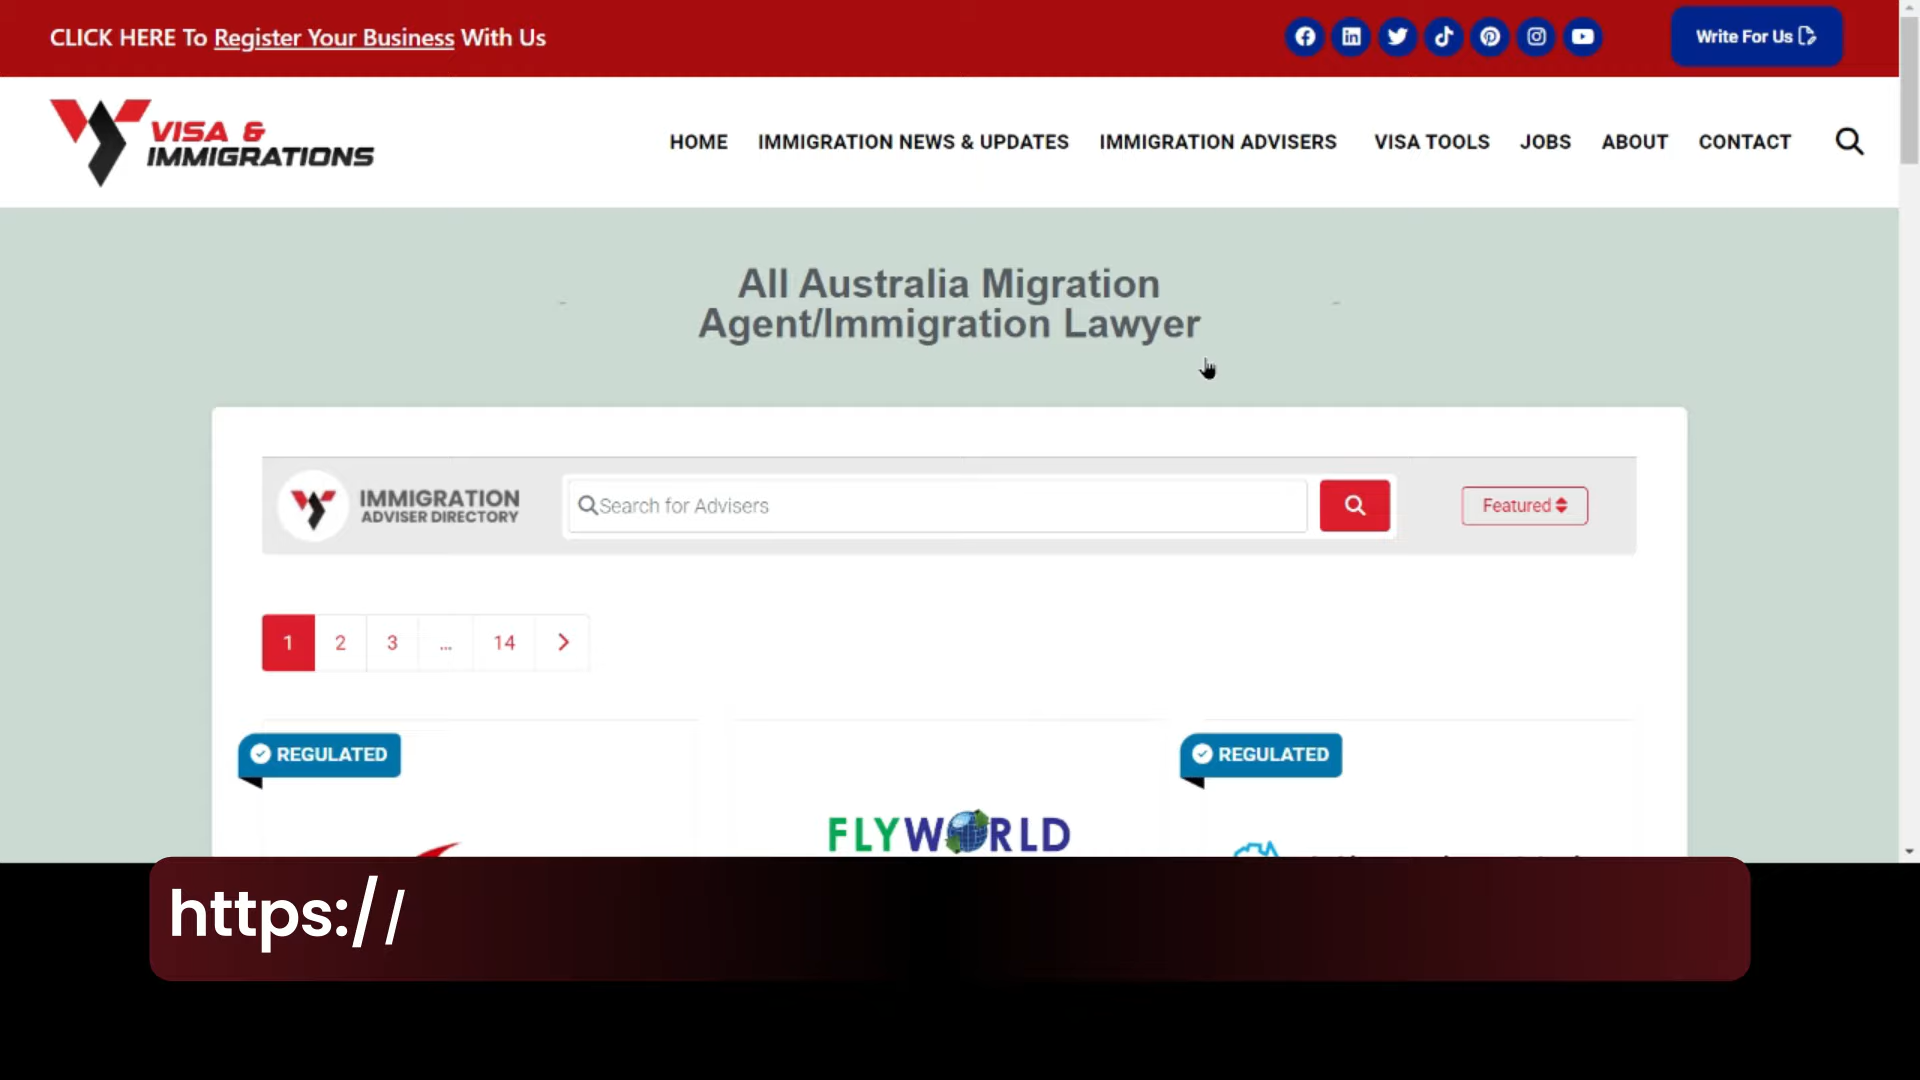 CLICK HERE To Register Your Business With Us
Write For Us
VISA &
IMMIGRATIONS
HOME
IMMIGRATION NEWS & UPDATES
IMMIGRATION ADVISERS
VISA TOOLS
JOBS
ABOUT
CONTACT
All Australia Migration
Agent/Immigration Lawyer
IMMIGRATION
ADVISER DIRECTORY
Search for Advisers
Featured
1
2
3
...
14
REGULATED
REGULATED
FLYWORLD
https://